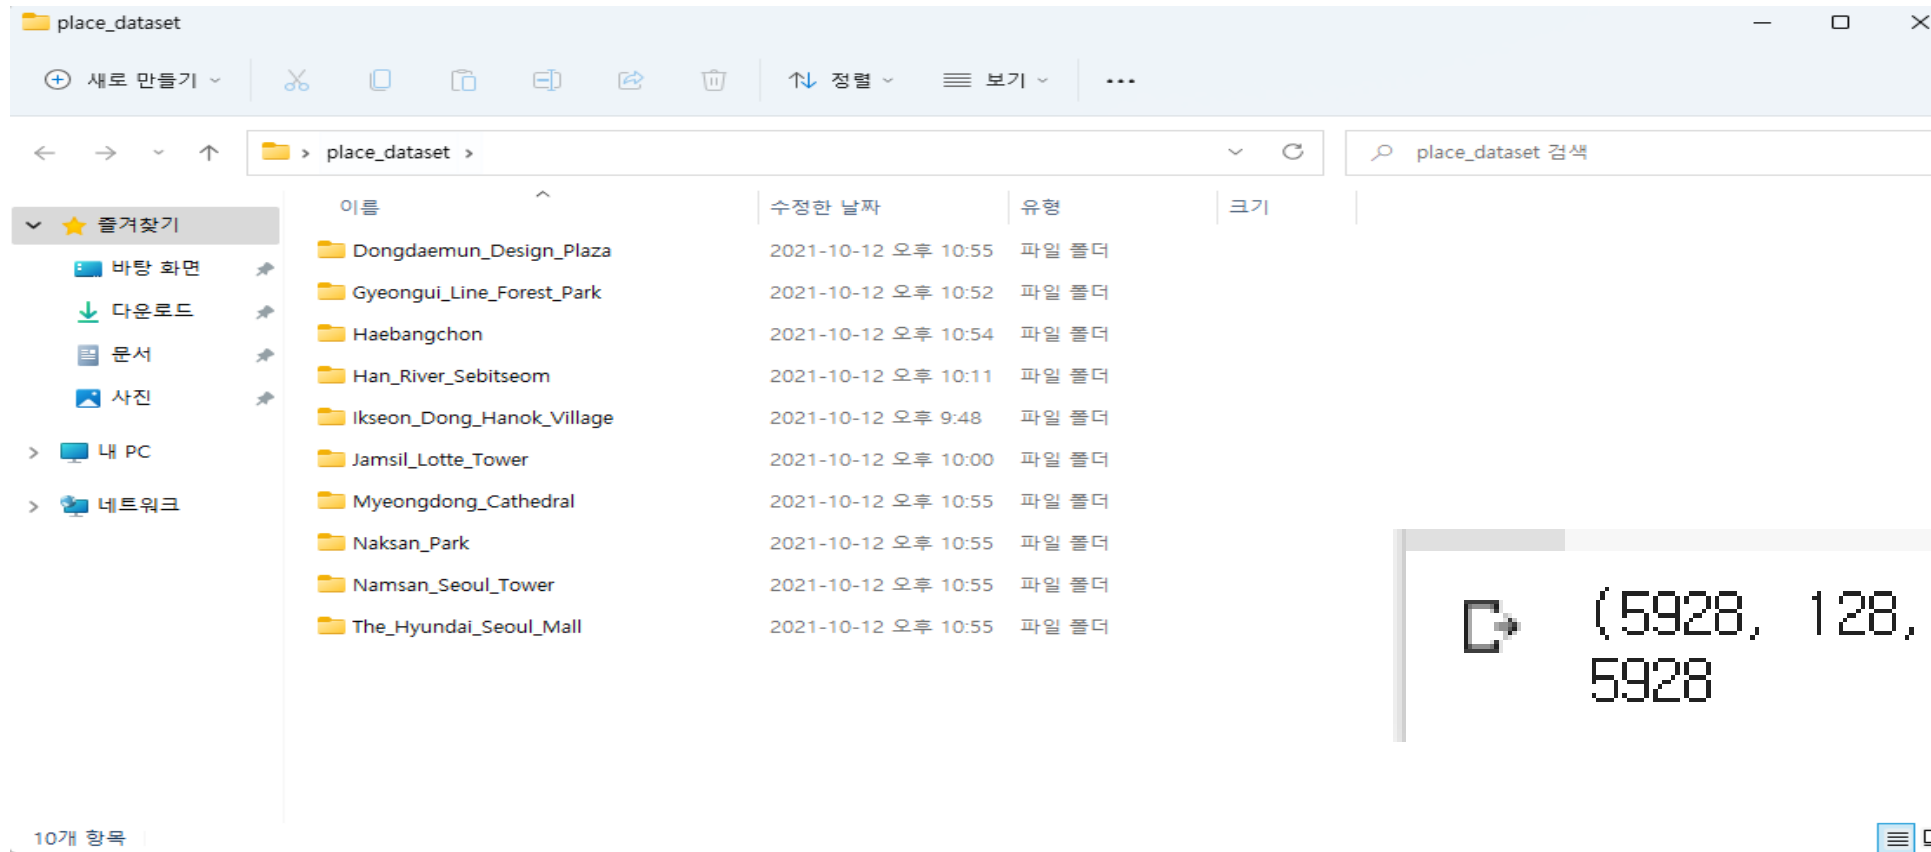 place_dataset
새로 만들기
정렬
보기
place_dataset
place_dataset 검색
이름 수정한 날짜 유형 크기
즐겨찾기
바탕 화면
다운로드
문서
사진
내 PC
네트워크
Dongdaemun_Design_Plaza 2021-10-12 오후 10:55 파일 폴더
Gyeongui_Line_Forest_Park 2021-10-12 오후 10:52 파일 폴더
Haebangchon 2021-10-12 오후 10:54 파일 폴더
Han_River_Sebitseom 2021-10-12 오후 10:11 파일 폴더
Ikseon_Dong_Hanok_Village 2021-10-12 오후 9:48 파일 폴더
Jamsil_Lotte_Tower 2021-10-12 오후 10:00 파일 폴더
Myeongdong_Cathedral 2021-10-12 오후 10:55 파일 폴더
Naksan_Park 2021-10-12 오후 10:55 파일 폴더
Namsan_Seoul_Tower 2021-10-12 오후 10:55 파일 폴더
The_Hyundai_Seoul_Mall 2021-10-12 오후 10:55 파일 폴더
(5928, 128,
5928
10개 항목